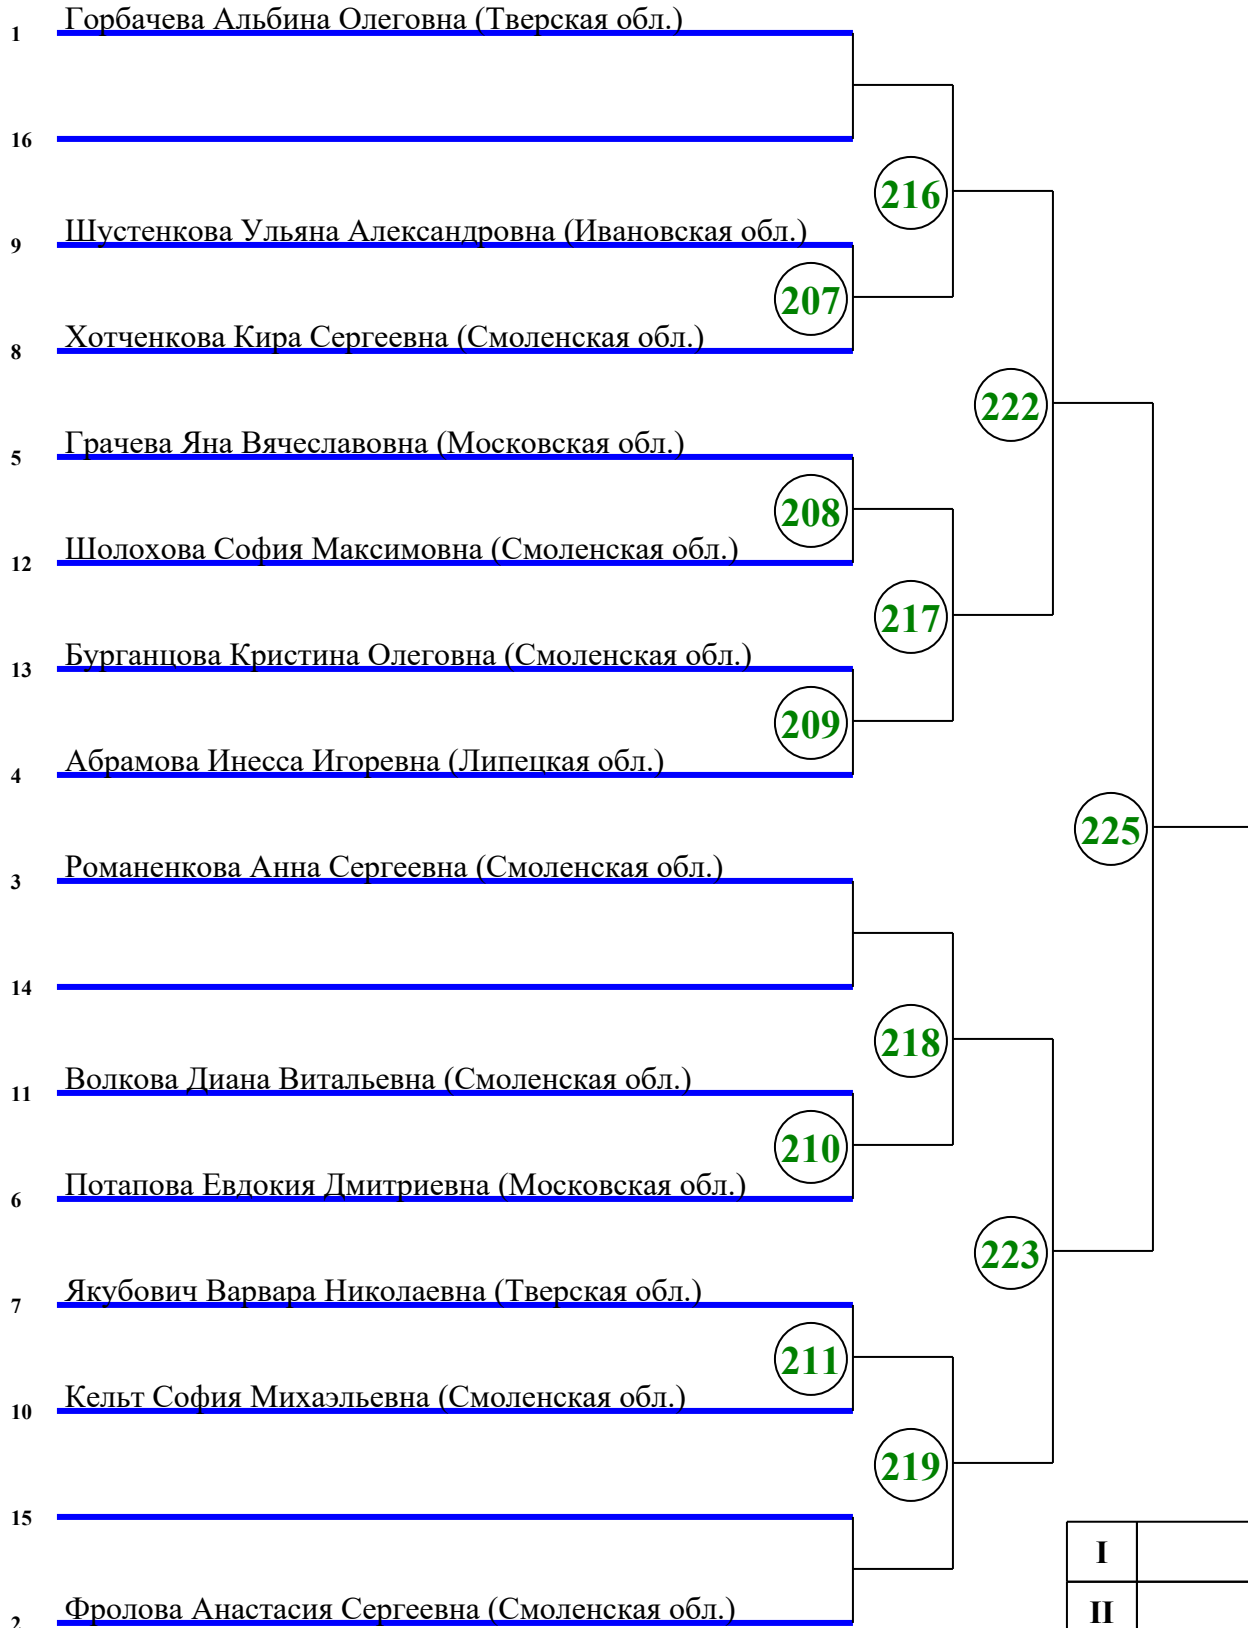 1 Горбачева Альбина Олеговна (Тверская обл.)
16
216
9 Шустенкова Ульяна Александровна (Ивановская обл.)
207
8 Хотченкова Кира Сергеевна (Смоленская обл.)
222
5 Грачева Яна Вячеславовна (Московская обл.)
208
12 Шолохова София Максимовна (Смоленская обл.)
217
13 Бурганцова Кристина Олеговна (Смоленская обл.)
209
4 Абрамова Инесса Игоревна (Липецкая обл.)
225
3 Романенкова Анна Сергеевна (Смоленская обл.)
14
218
11 Волкова Диана Витальевна (Смоленская обл.)
210
6 Потапова Евдокия Дмитриевна (Московская обл.)
223
7 Якубович Варвара Николаевна (Тверская обл.)
211
10 Кельт София Михаэльевна (Смоленская обл.)
219
15
I
2 Фролова Анастасия Сергеевна (Смоленская обл.)
II